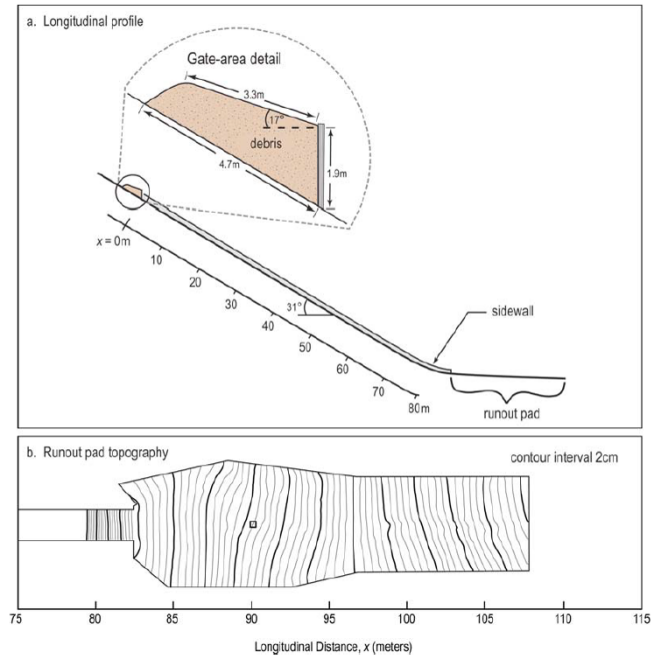 a. Longitudinal profile
Gate-area detail
3.3m
17°
debris
4.7m
1.9m
x = 0m
10
20
30
40
50
60
70
80m
31°
sidewall
runout pad
b. Runout pad topography
contour interval 2cm
75
80
85
90
95
100
105
110
115
Longitudinal Distance, x (meters)